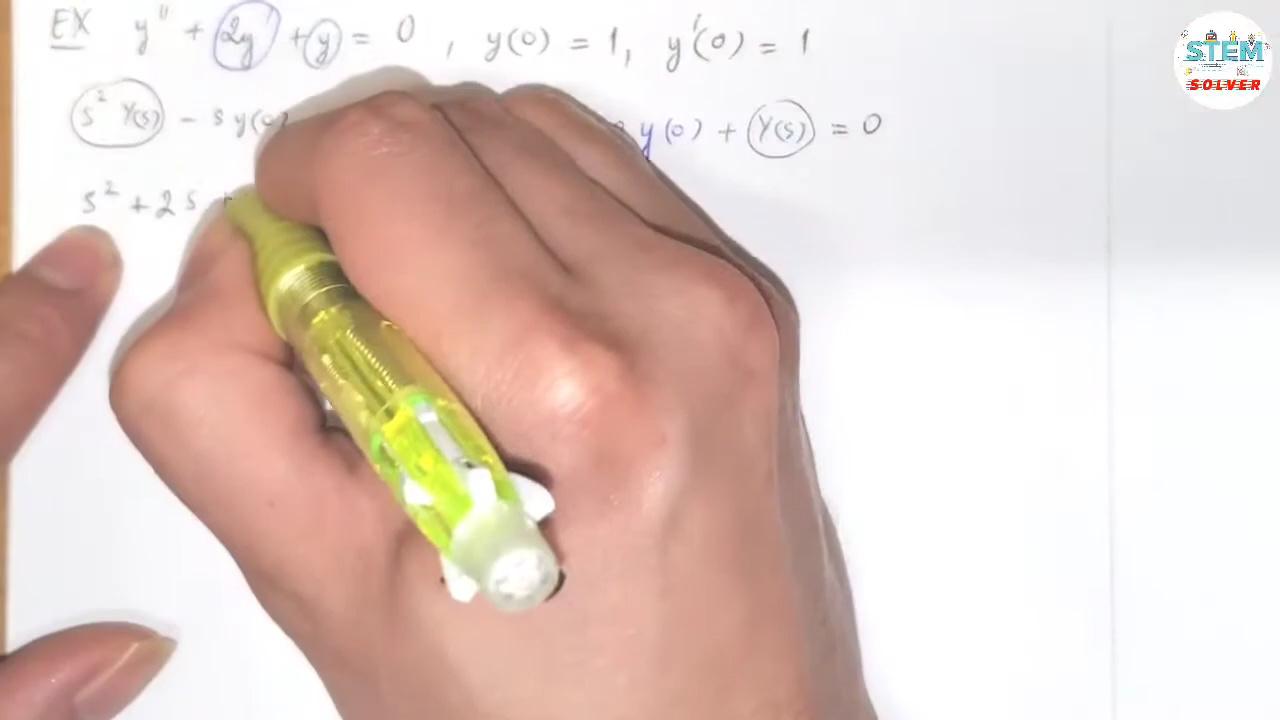 EX y'' + 2y' + y = 0 , y(0) = 1, y'(0) = 1
s² Y(s) - s y(0) y(0) + Y(s) = 0
s² + 2s
STEM
SOLVER